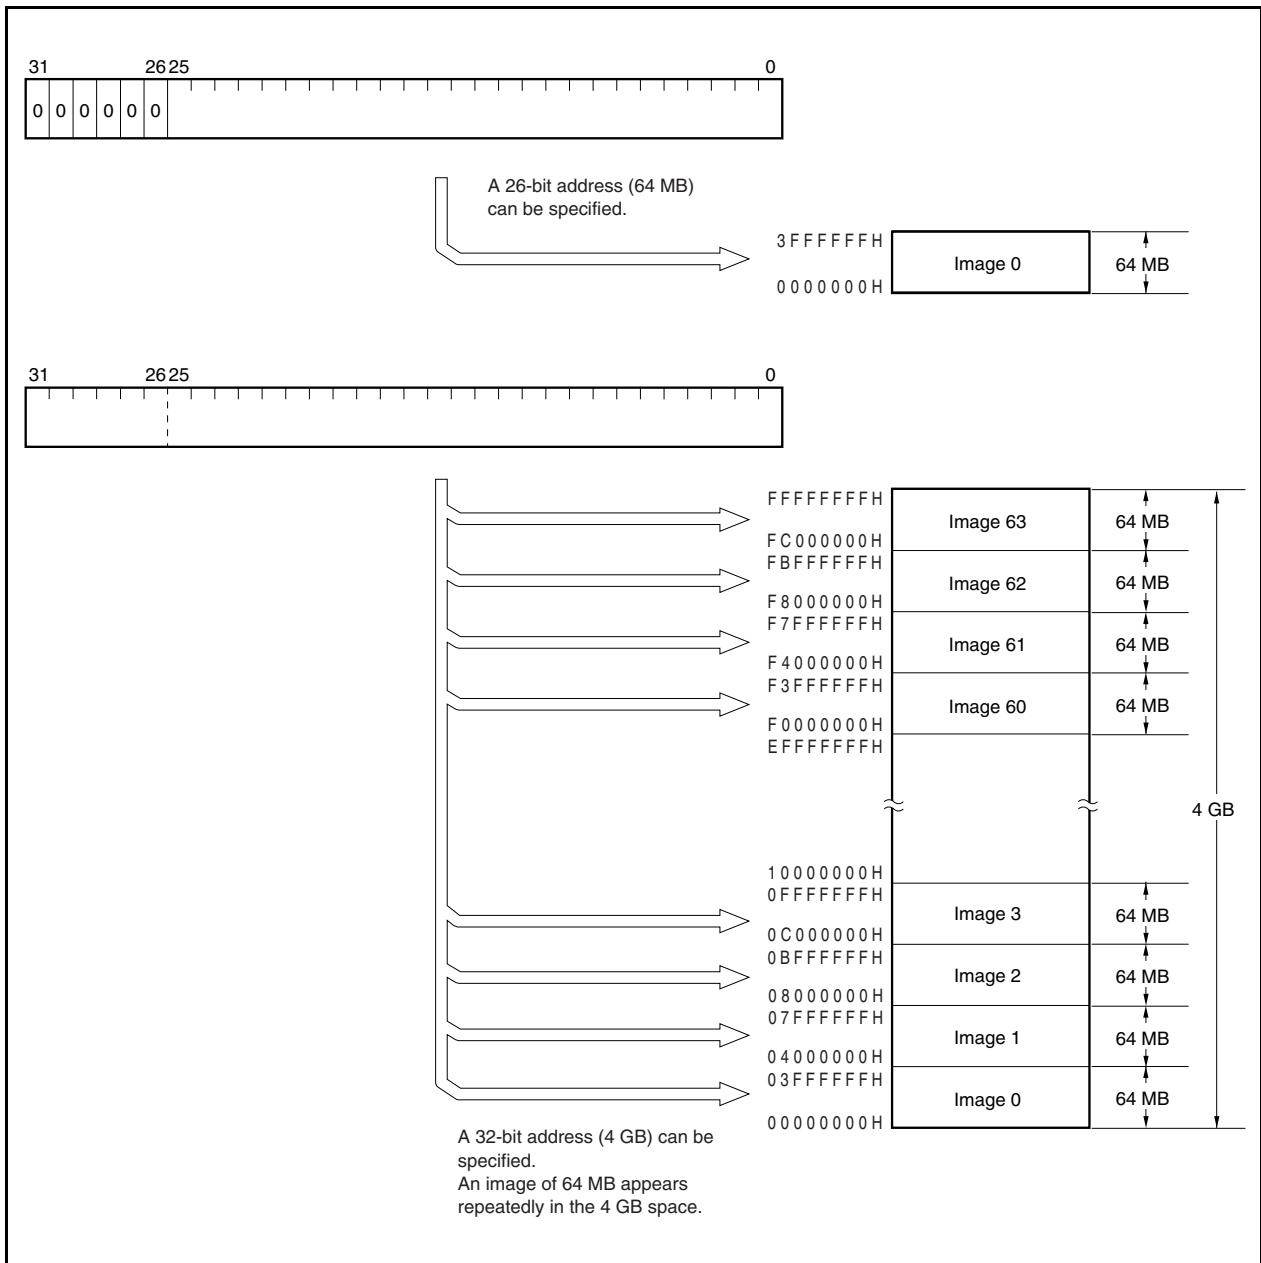 31 26 25 0
0 0 0 0 0 0
A 26-bit address (64 MB)
can be specified.
3FFFFFFH
Image 0
64 MB
0000000H
31 26 25 0
FFFFFFFFH
Image 63
64 MB
FC000000H
FBFFFFFFH
Image 62
64 MB
F8000000H
F7FFFFFFH
Image 61
64 MB
F4000000H
F3FFFFFFH
Image 60
64 MB
F0000000H
EFFFFFFFH
4 GB
10000000H
0FFFFFFFH
Image 3
64 MB
0C000000H
0BFFFFFFH
Image 2
64 MB
08000000H
07FFFFFFH
Image 1
64 MB
04000000H
03FFFFFFH
Image 0
64 MB
00000000H
A 32-bit address (4 GB) can be
specified.
An image of 64 MB appears
repeatedly in the 4 GB space.